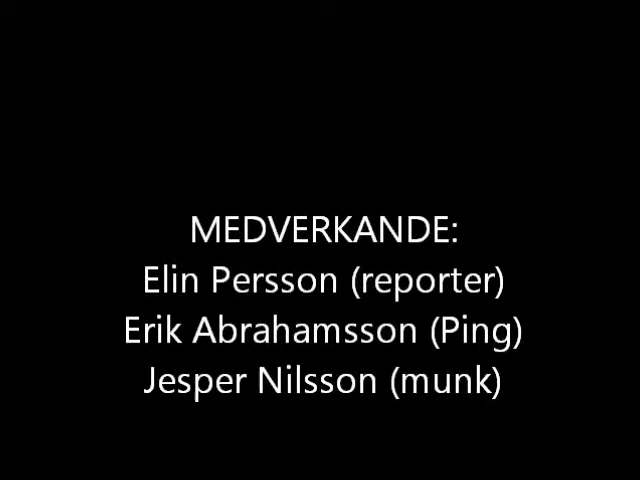 MEDVERKANDE:
Elin Persson (reporter)
Erik Abrahamsson (Ping)
Jesper Nilsson (munk)